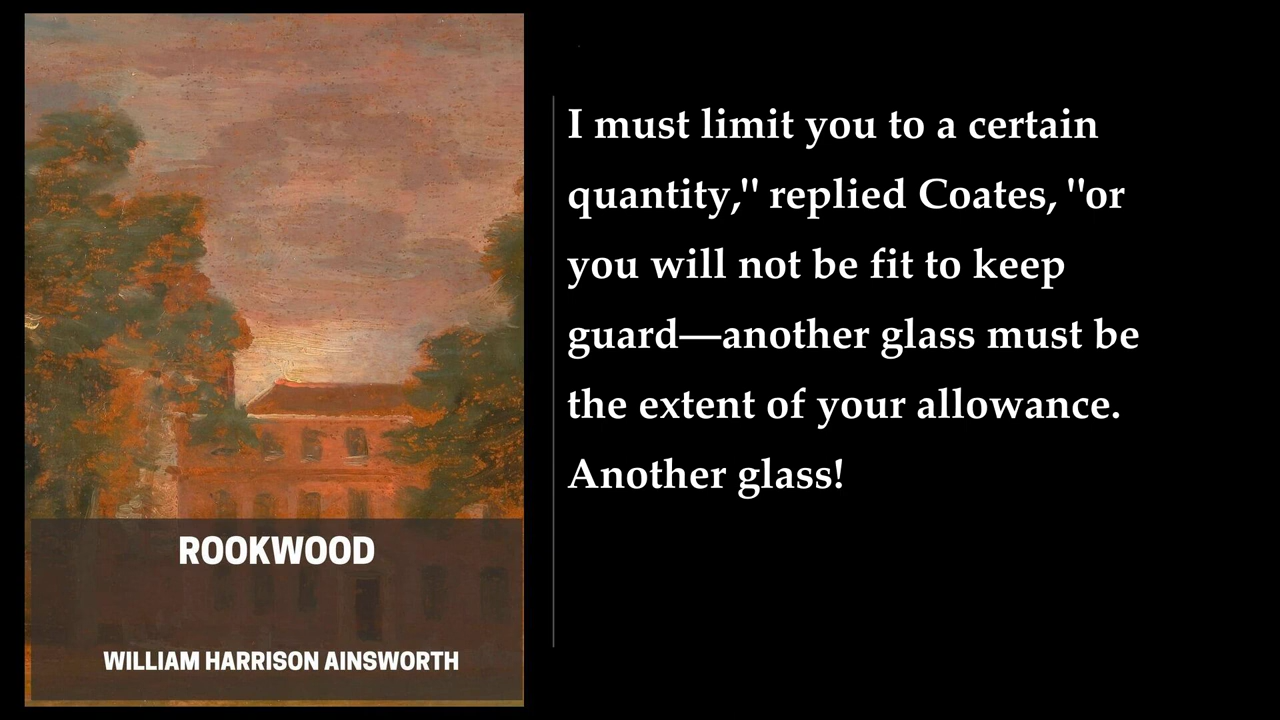 ROOKWOOD
WILLIAM HARRISON AINSWORTH
I must limit you to a certain
quantity," replied Coates, "or
you will not be fit to keep
guard—another glass must be
the extent of your allowance.
Another glass!